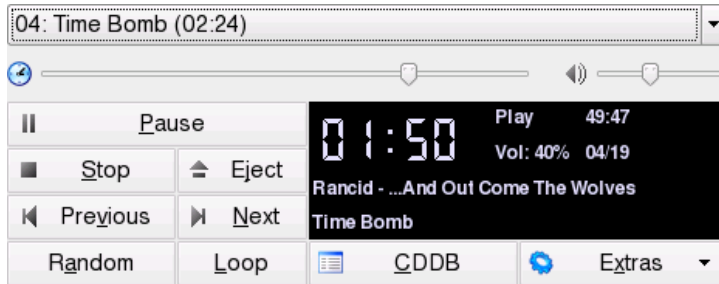 04: Time Bomb (02:24)
Pause
Stop
Eject
Previous
Next
Random
Loop
01:50
Play 49:47
Vol: 40% 04/19
Rancid - ...And Out Come The Wolves
Time Bomb
CDDB
Extras